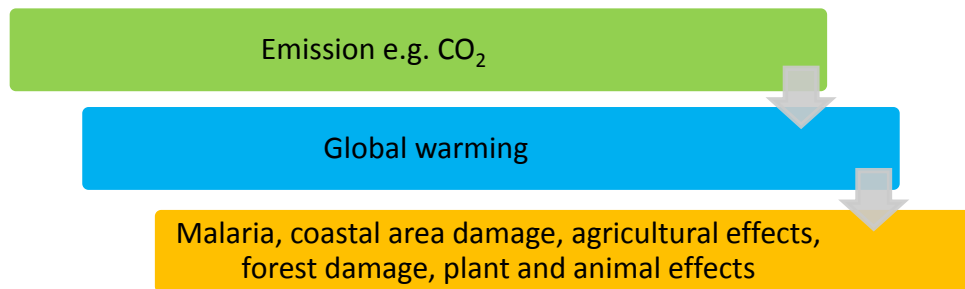 Emission e.g. CO₂
Global warming
Malaria, coastal area damage, agricultural effects,
forest damage, plant and animal effects